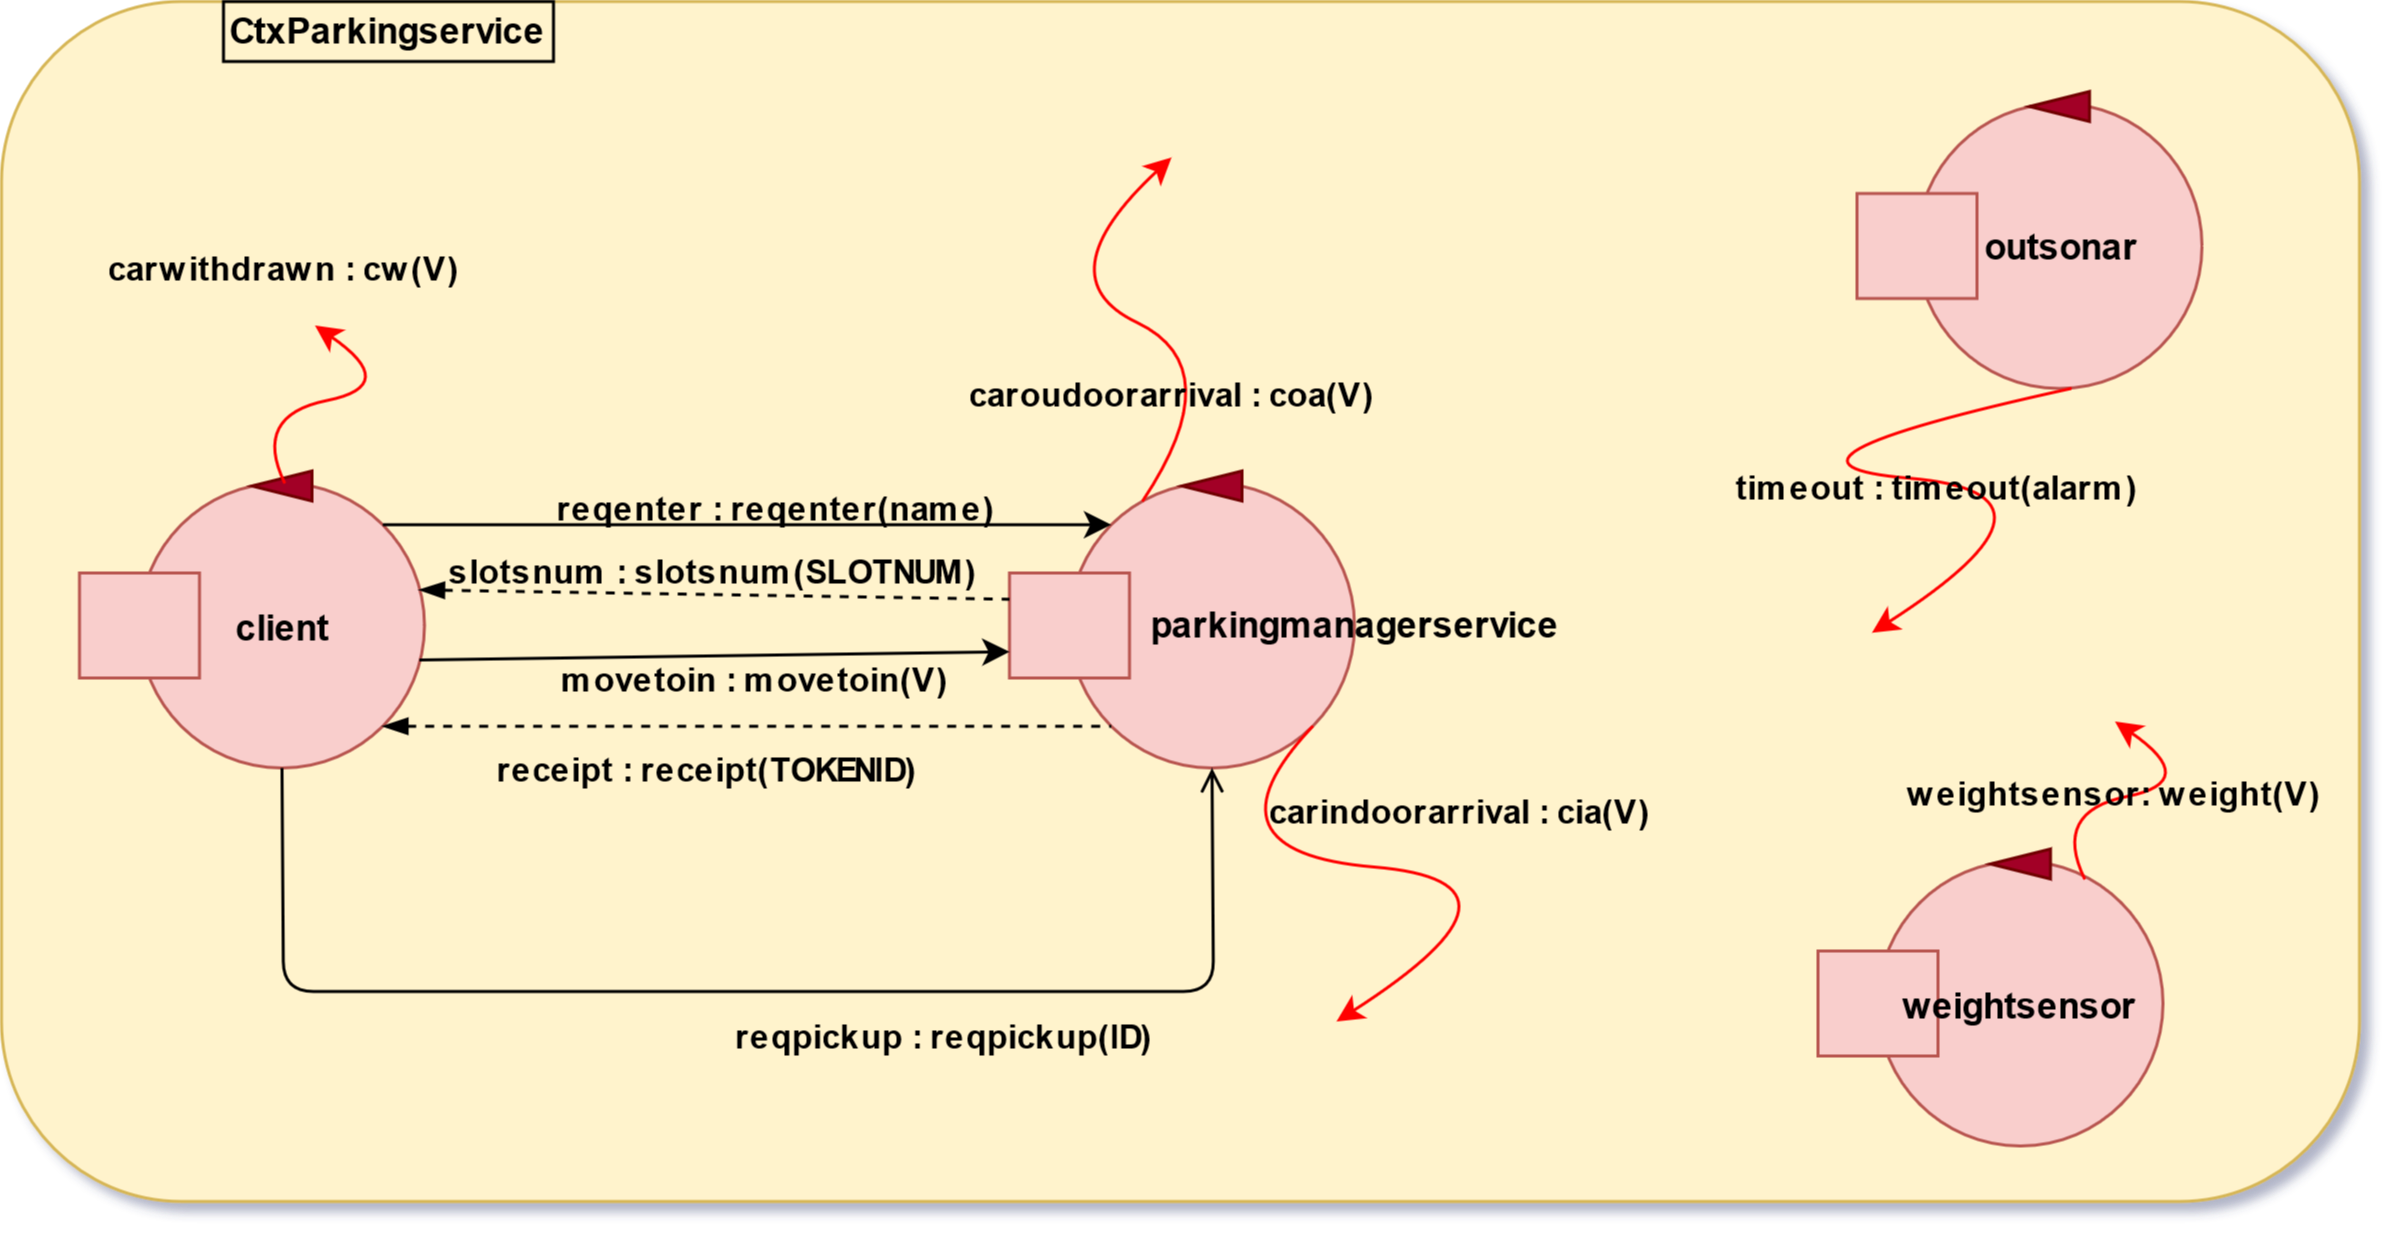 CtxParkingservice
carwithdrawn : cw(V)
outsonar
caroudoorarrival : coa(V)
timeout : timeout(alarm)
reqenter : reqenter(name)
slotsnum : slotsnum(SLOTNUM)
client
parkingmanagerservice
movetoin : movetoin(V)
receipt : receipt(TOKENID)
carindoorarrival : cia(V)
weightsensor: weight(V)
weightsensor
reqpickup : reqpickup(ID)